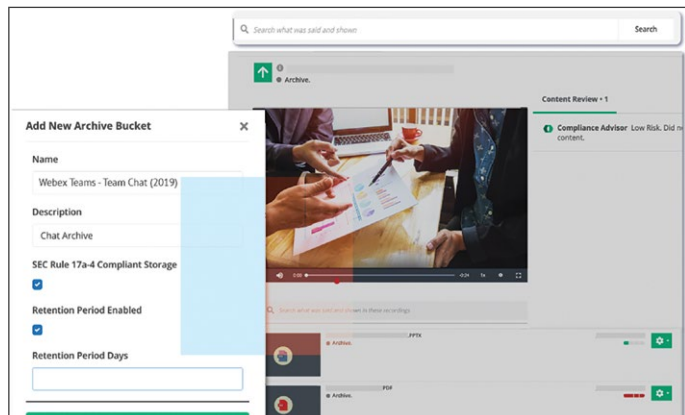 Search what was said and shown
Search
Archive.
Content Review • 1
Compliance Advisor Low Risk. Did n
content.
Add New Archive Bucket
Name
Webex Teams - Team Chat (2019)
Description
Chat Archive
SEC Rule 17a-4 Compliant Storage
Retention Period Enabled
Retention Period Days
0:00
-0:24
1x
Search what was said and shown in these recordings
.PPTX
Archive.
PDF
Archive.